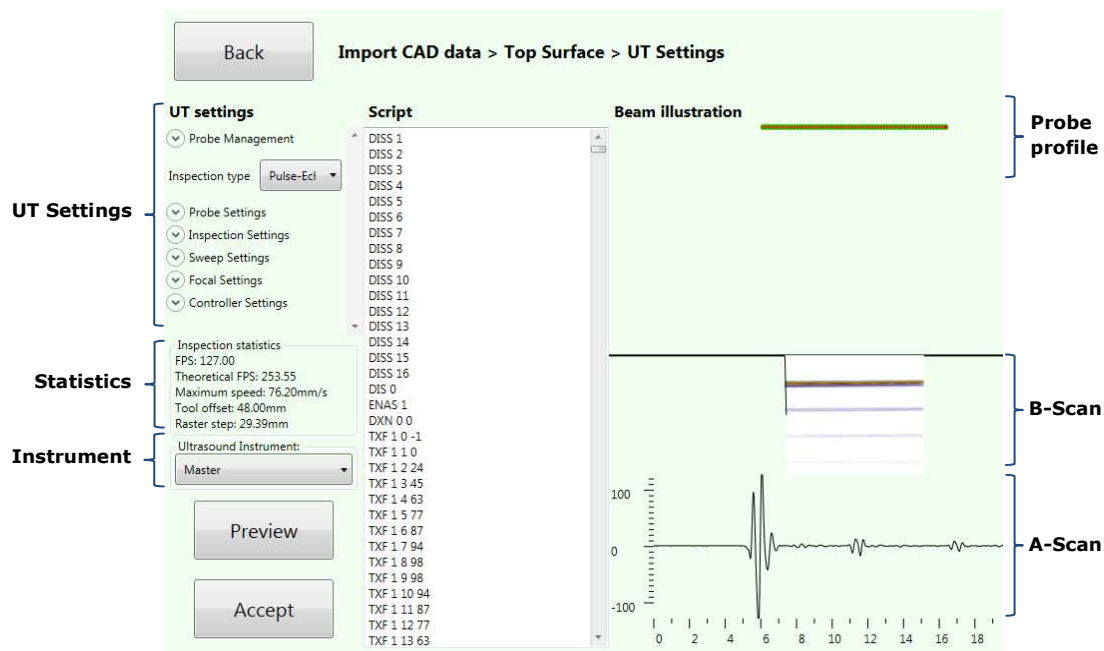 Back
Import CAD data > Top Surface > UT Settings
UT settings
Probe Management
Inspection type Pulse-Ecl
Probe Settings
Inspection Settings
Sweep Settings
Focal Settings
Controller Settings
Inspection statistics
FPS: 127.00
Theoretical FPS: 253.55
Maximum speed: 76.20mm/s
Tool offset: 48.00mm
Raster step: 29.39mm
Ultrasound Instrument:
Master
Preview
Accept
Script
DISS 1
DISS 2
DISS 3
DISS 4
DISS 5
DISS 6
DISS 7
DISS 8
DISS 9
DISS 10
DISS 11
DISS 12
DISS 13
DISS 14
DISS 15
DISS 16
DIS 0
ENAS 1
DXN 0 0
TXF 1 0 -1
TXF 1 1 0
TXF 1 2 24
TXF 1 3 45
TXF 1 4 63
TXF 1 5 77
TXF 1 6 87
TXF 1 7 94
TXF 1 8 98
TXF 1 9 98
TXF 1 10 94
TXF 1 11 87
TXF 1 12 77
TXF 1 13 63
Beam illustration
100
0
-100
0 2 4 6 8 10 12 14 16 18
UT Settings
Statistics
Instrument
Probe
profile
B-Scan
A-Scan